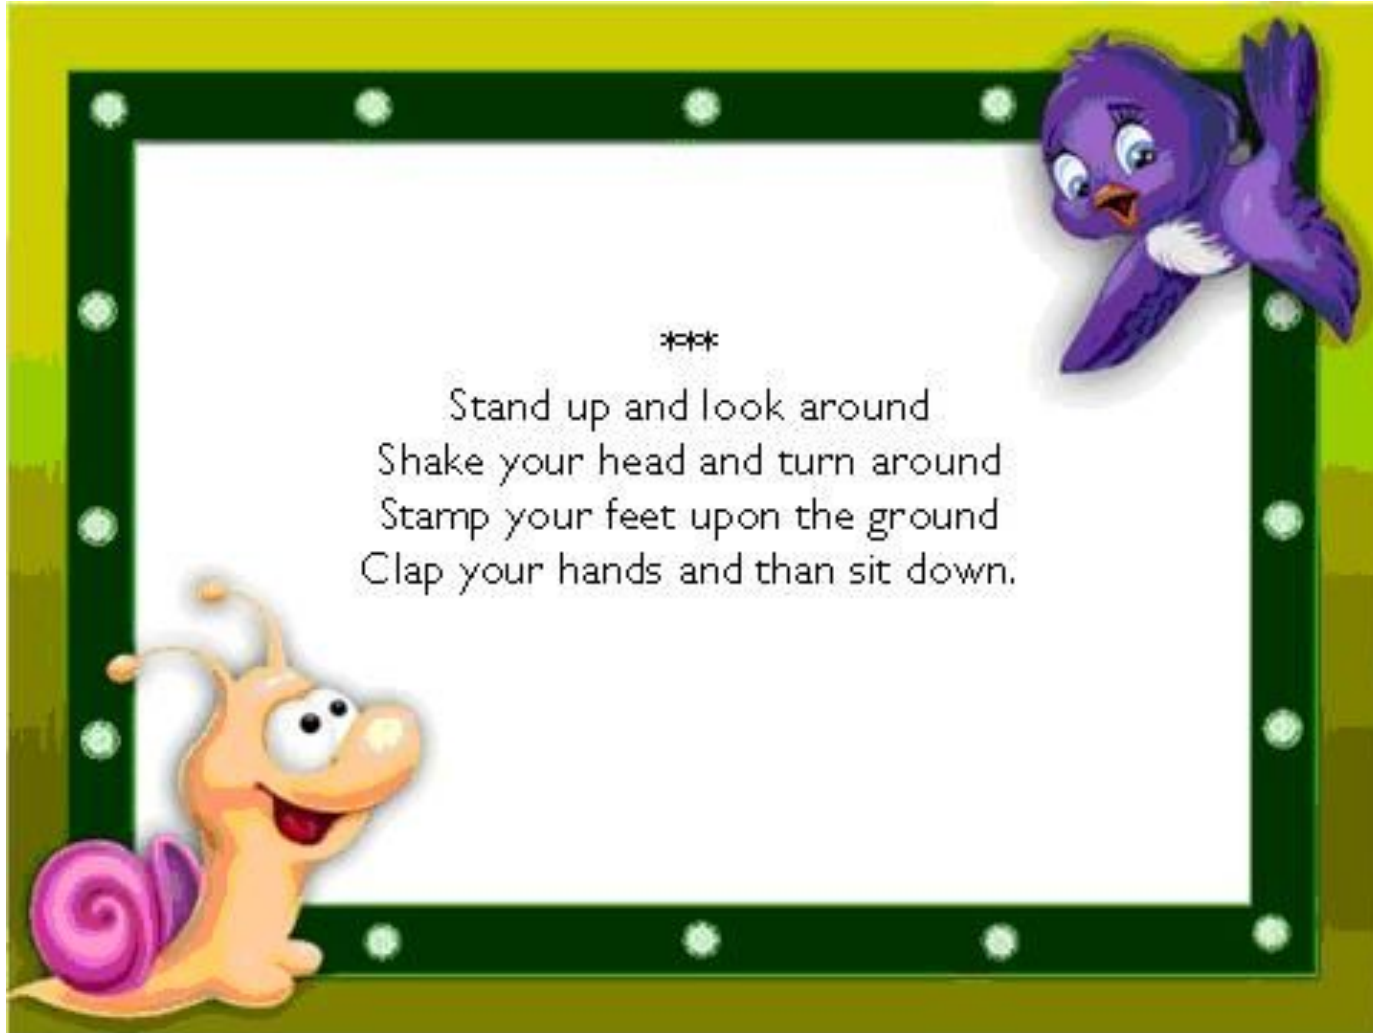 ***
Stand up and look around
Shake your head and turn around
Stamp your feet upon the ground
Clap your hands and than sit down.